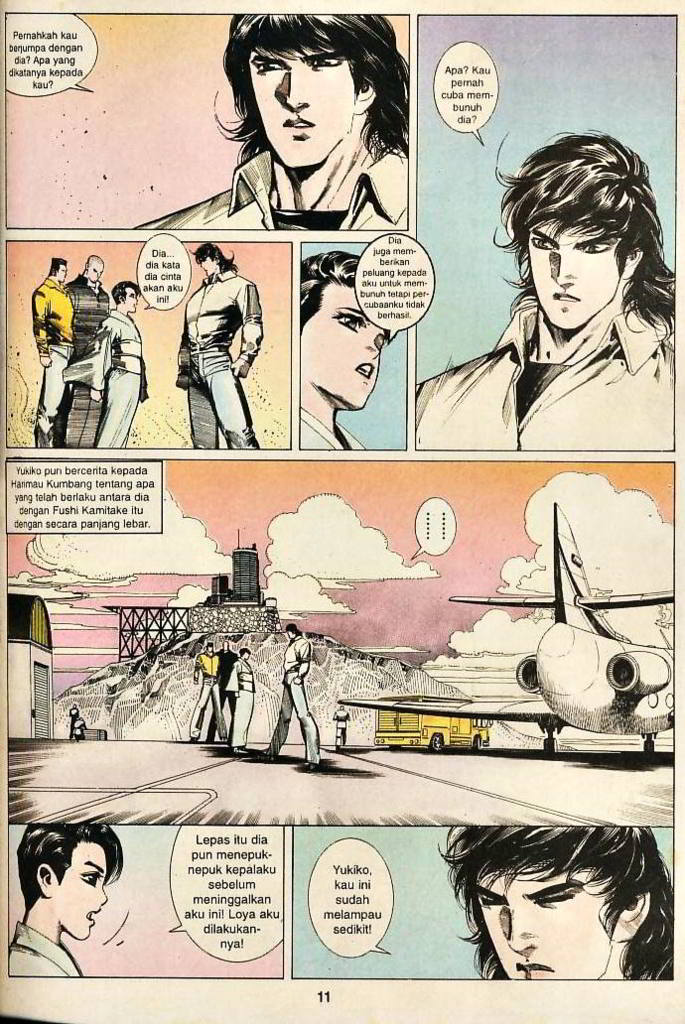 Pernahkah kau
berjumpa dengan
dia? Apa yang
dikatanya kepada
kau?
Apa? Kau
pernah
cuba mem-
bunuh
dia?
Dia...
dia kata
dia cinta
akan aku
ini!
Dia
juga mem-
berikan
peluang kepada
aku untuk mem-
bunuh tetapi per-
cubaanku tidak
berhasil.
Yukiko pun bercerita kepada
Harimau Kumbang tentang apa
yang telah berlaku antara dia
dengan Fushi Kamitake itu
dengan secara panjang lebar.
Lepas itu dia
pun menepuk-
nepuk kepalaku
sebelum
meninggalkan
aku ini! Loya aku
dilakukan-
nya!
Yukiko,
kau ini
sudah
melampau
sedikit!
11